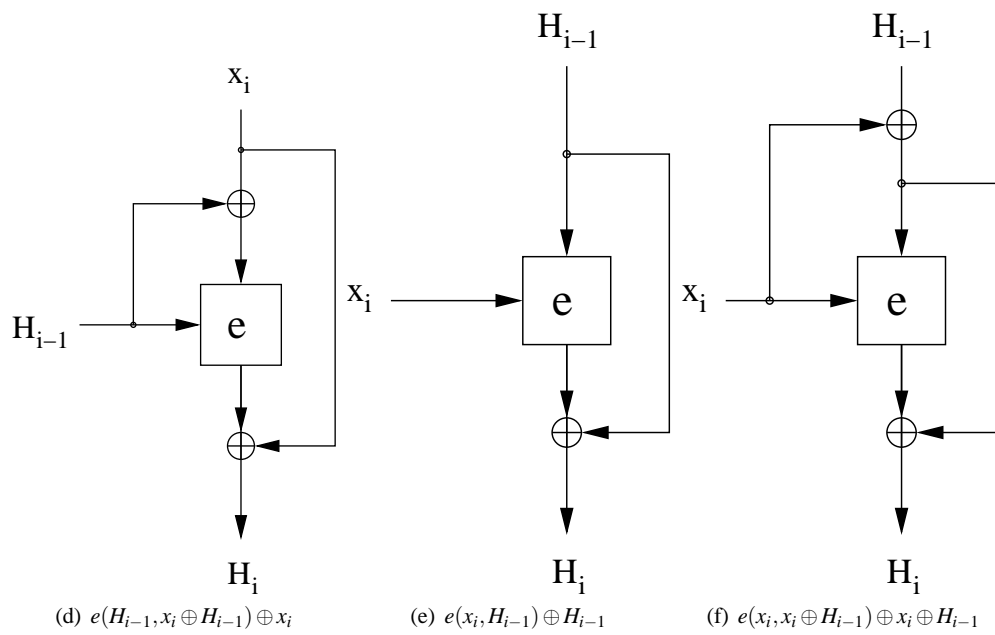 x_i
H_{i–1}
e
H_i
(d) e(H_{i−1}, x_i ⊕ H_{i−1}) ⊕ x_i
H_{i–1}
x_i
e
H_i
(e) e(x_i, H_{i−1}) ⊕ H_{i−1}
H_{i–1}
x_i
e
H_i
(f) e(x_i, x_i ⊕ H_{i−1}) ⊕ x_i ⊕ H_{i−1}